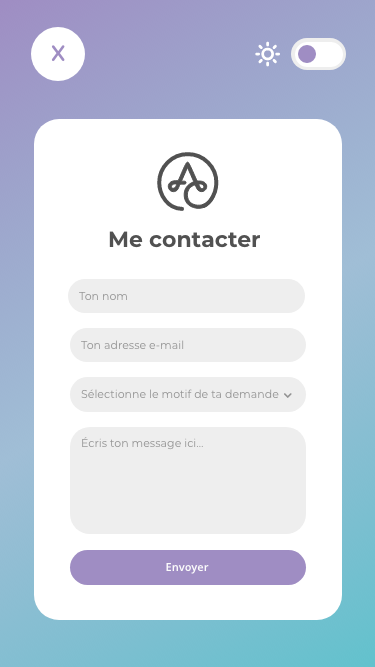 X
Me contacter
Ton nom
Ton adresse e-mail
Sélectionne le motif de ta demande
Écris ton message ici...
Envoyer